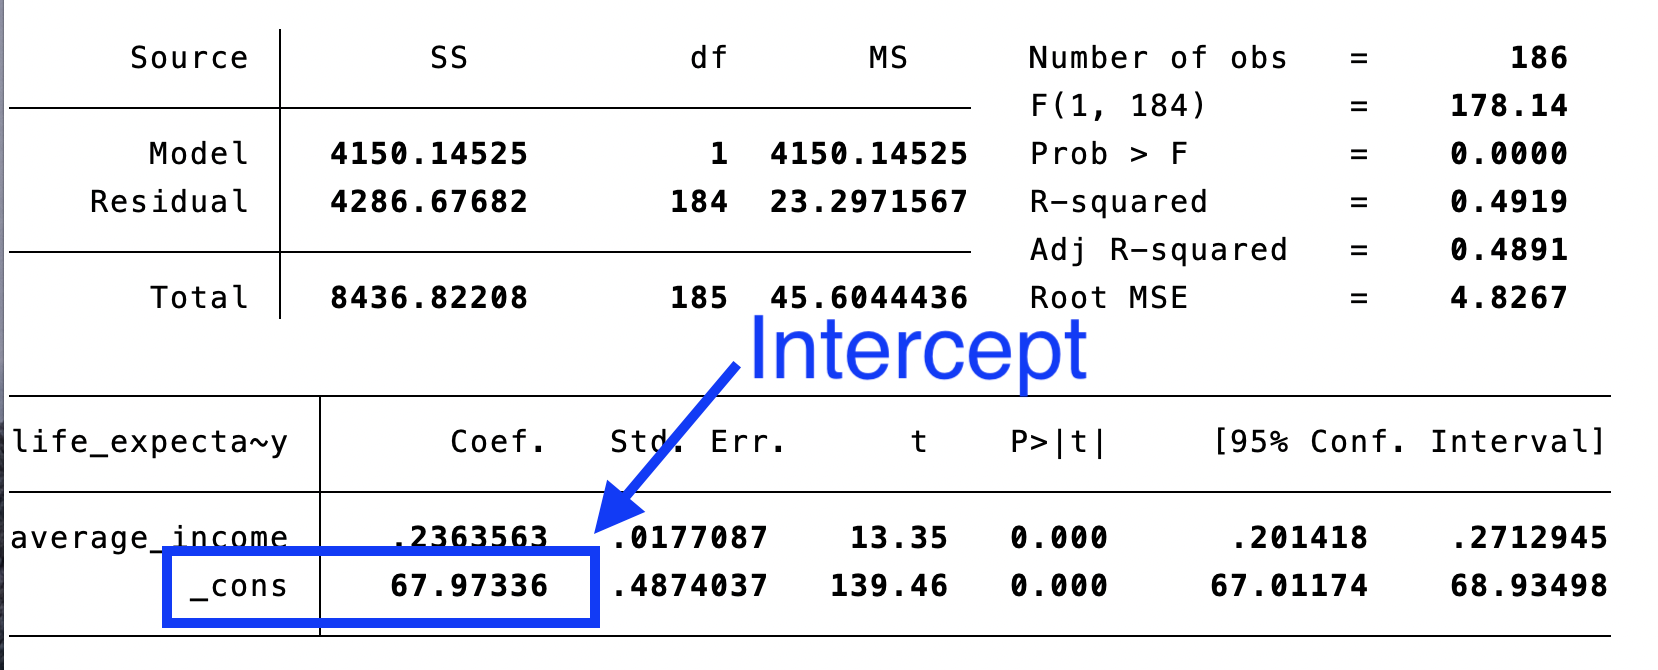 Source SS df MS Number of obs = 186
F(1, 184) = 178.14
Model 4150.14525 1 4150.14525 Prob > F = 0.0000
Residual 4286.67682 184 23.2971567 R-squared = 0.4919
Adj R-squared = 0.4891
Total 8436.82208 185 45.6044436 Root MSE = 4.8267
Intercept
life_expecta~y Coef. Std. Err. t P>|t| [95% Conf. Interval]
average_income .2363563 .0177087 13.35 0.000 .201418 .2712945
_cons 67.97336 .4874037 139.46 0.000 67.01174 68.93498